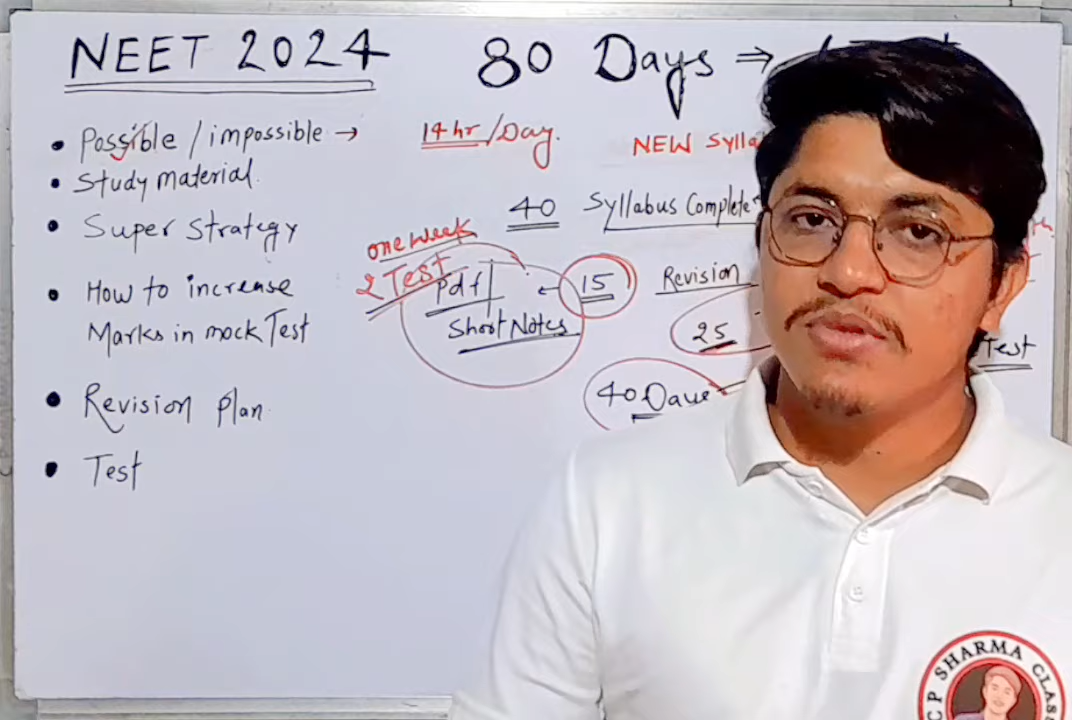 NEET 2024
80 Days ⇒
• Possible / impossible →
14 hr/Day.
NEW Sylla
• Study material.
40 Syllabus Complete
• Super strategy
one week
2 Test
pdf
← 15
Revision
• How to increase
Marks in mock Test
Short Notes
25
Test
40 Days
• Revision plan
• Test
C P SHARMA CLAS